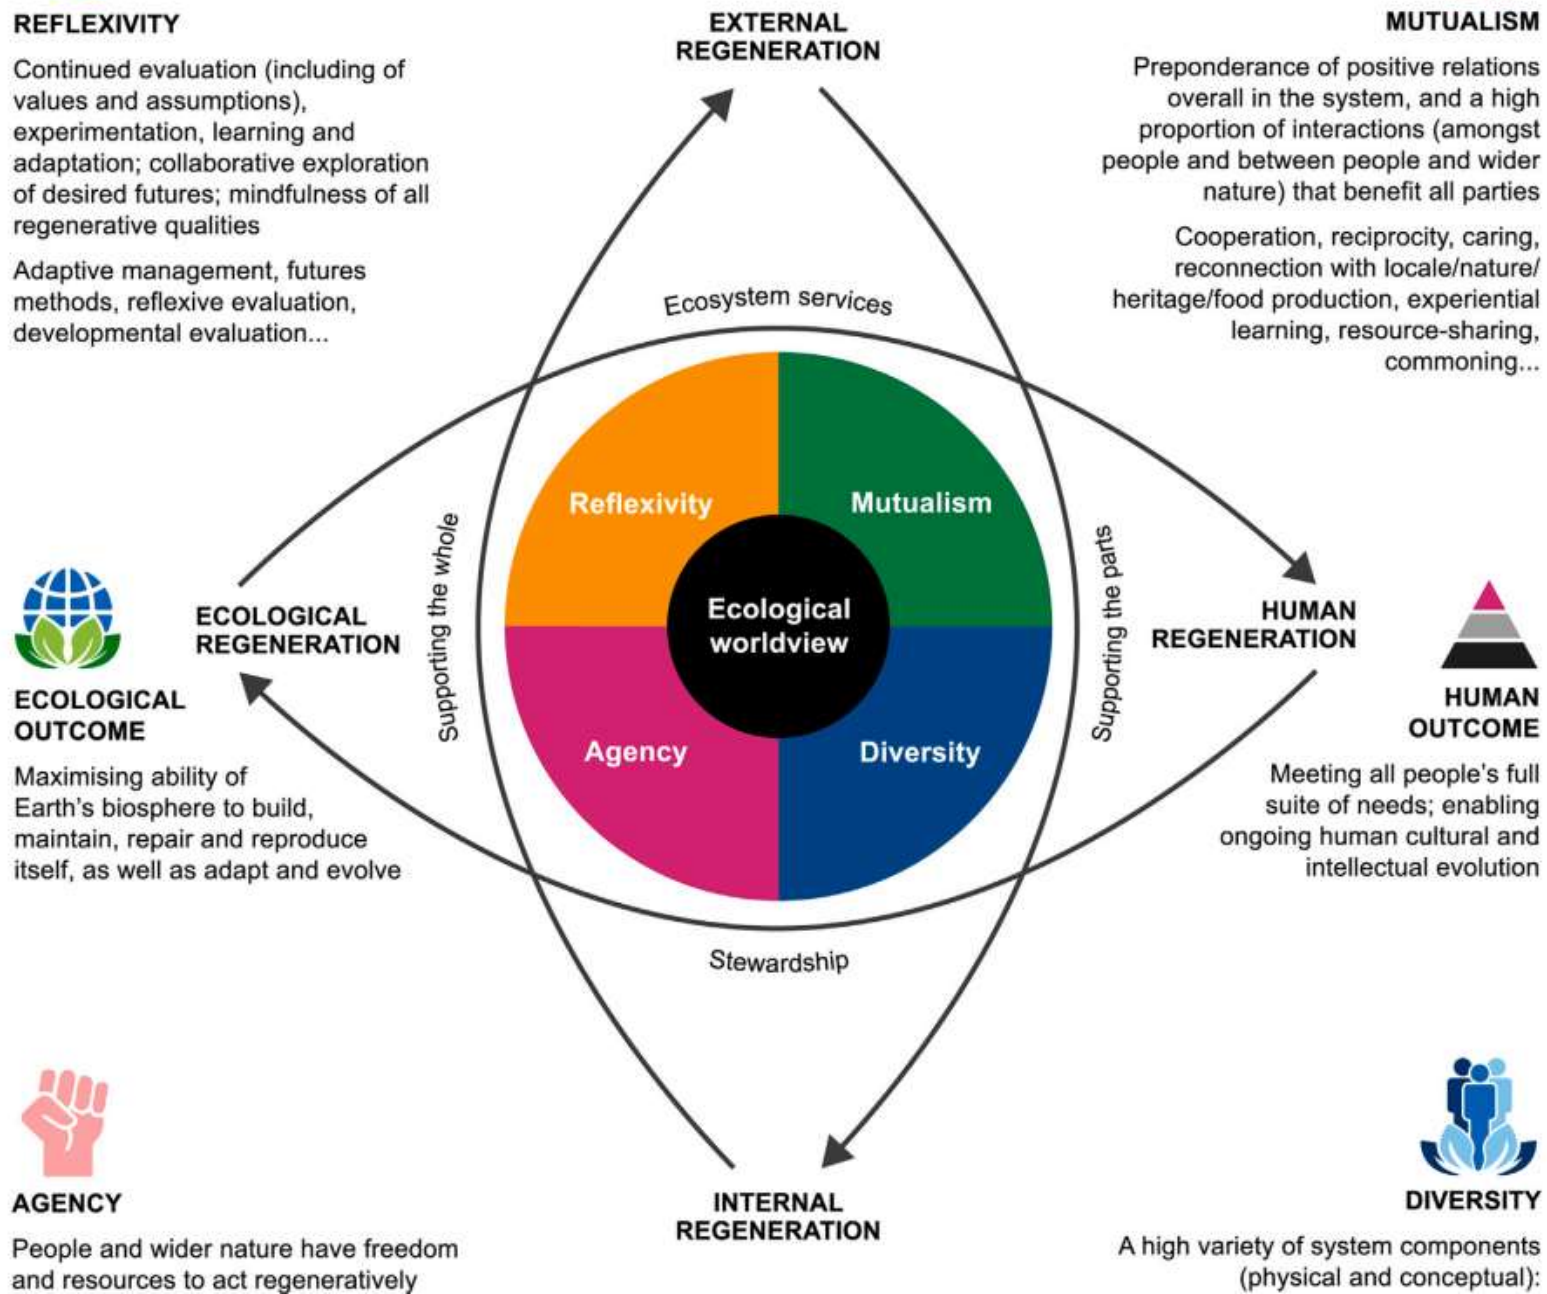 REFLEXIVITY
Continued evaluation (including of
values and assumptions),
experimentation, learning and
adaptation; collaborative exploration
of desired futures; mindfulness of all
regenerative qualities
Adaptive management, futures
methods, reflexive evaluation,
developmental evaluation...
EXTERNAL
REGENERATION
MUTUALISM
Preponderance of positive relations
overall in the system, and a high
proportion of interactions (amongst
people and between people and wider
nature) that benefit all parties
Cooperation, reciprocity, caring,
reconnection with locale/nature/
heritage/food production, experiential
learning, resource-sharing,
commoning...
Ecosystem services
Reflexivity
Mutualism
Supporting the whole
Ecological
worldview
Supporting the parts
Agency
Diversity
Stewardship
ECOLOGICAL
REGENERATION
ECOLOGICAL
OUTCOME
Maximising ability of
Earth's biosphere to build,
maintain, repair and reproduce
itself, as well as adapt and evolve
HUMAN
REGENERATION
HUMAN
OUTCOME
Meeting all people's full
suite of needs; enabling
ongoing human cultural and
intellectual evolution
AGENCY
People and wider nature have freedom
and resources to act regeneratively
INTERNAL
REGENERATION
DIVERSITY
A high variety of system components
(physical and conceptual):